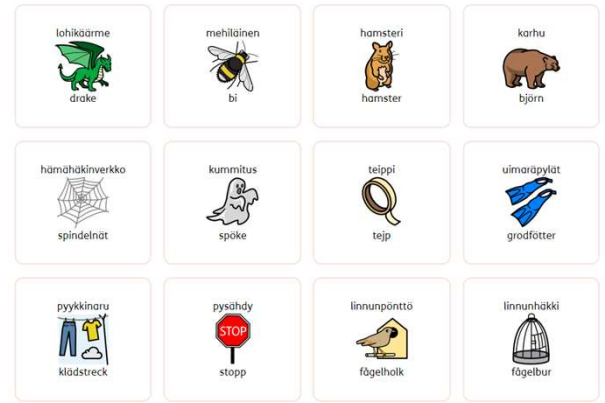 lohikäärme
drake
mehiläinen
bi
hamsteri
hamster
karhu
björn
hämähäkinverkko
spindelnät
kummitus
spöke
teippi
tejp
uimaräpylät
grodfötter
pyykkinaru
klädstreck
pysähdy
STOP
stopp
linnunpönttö
fågelholk
linnunhäkki
fågelbur